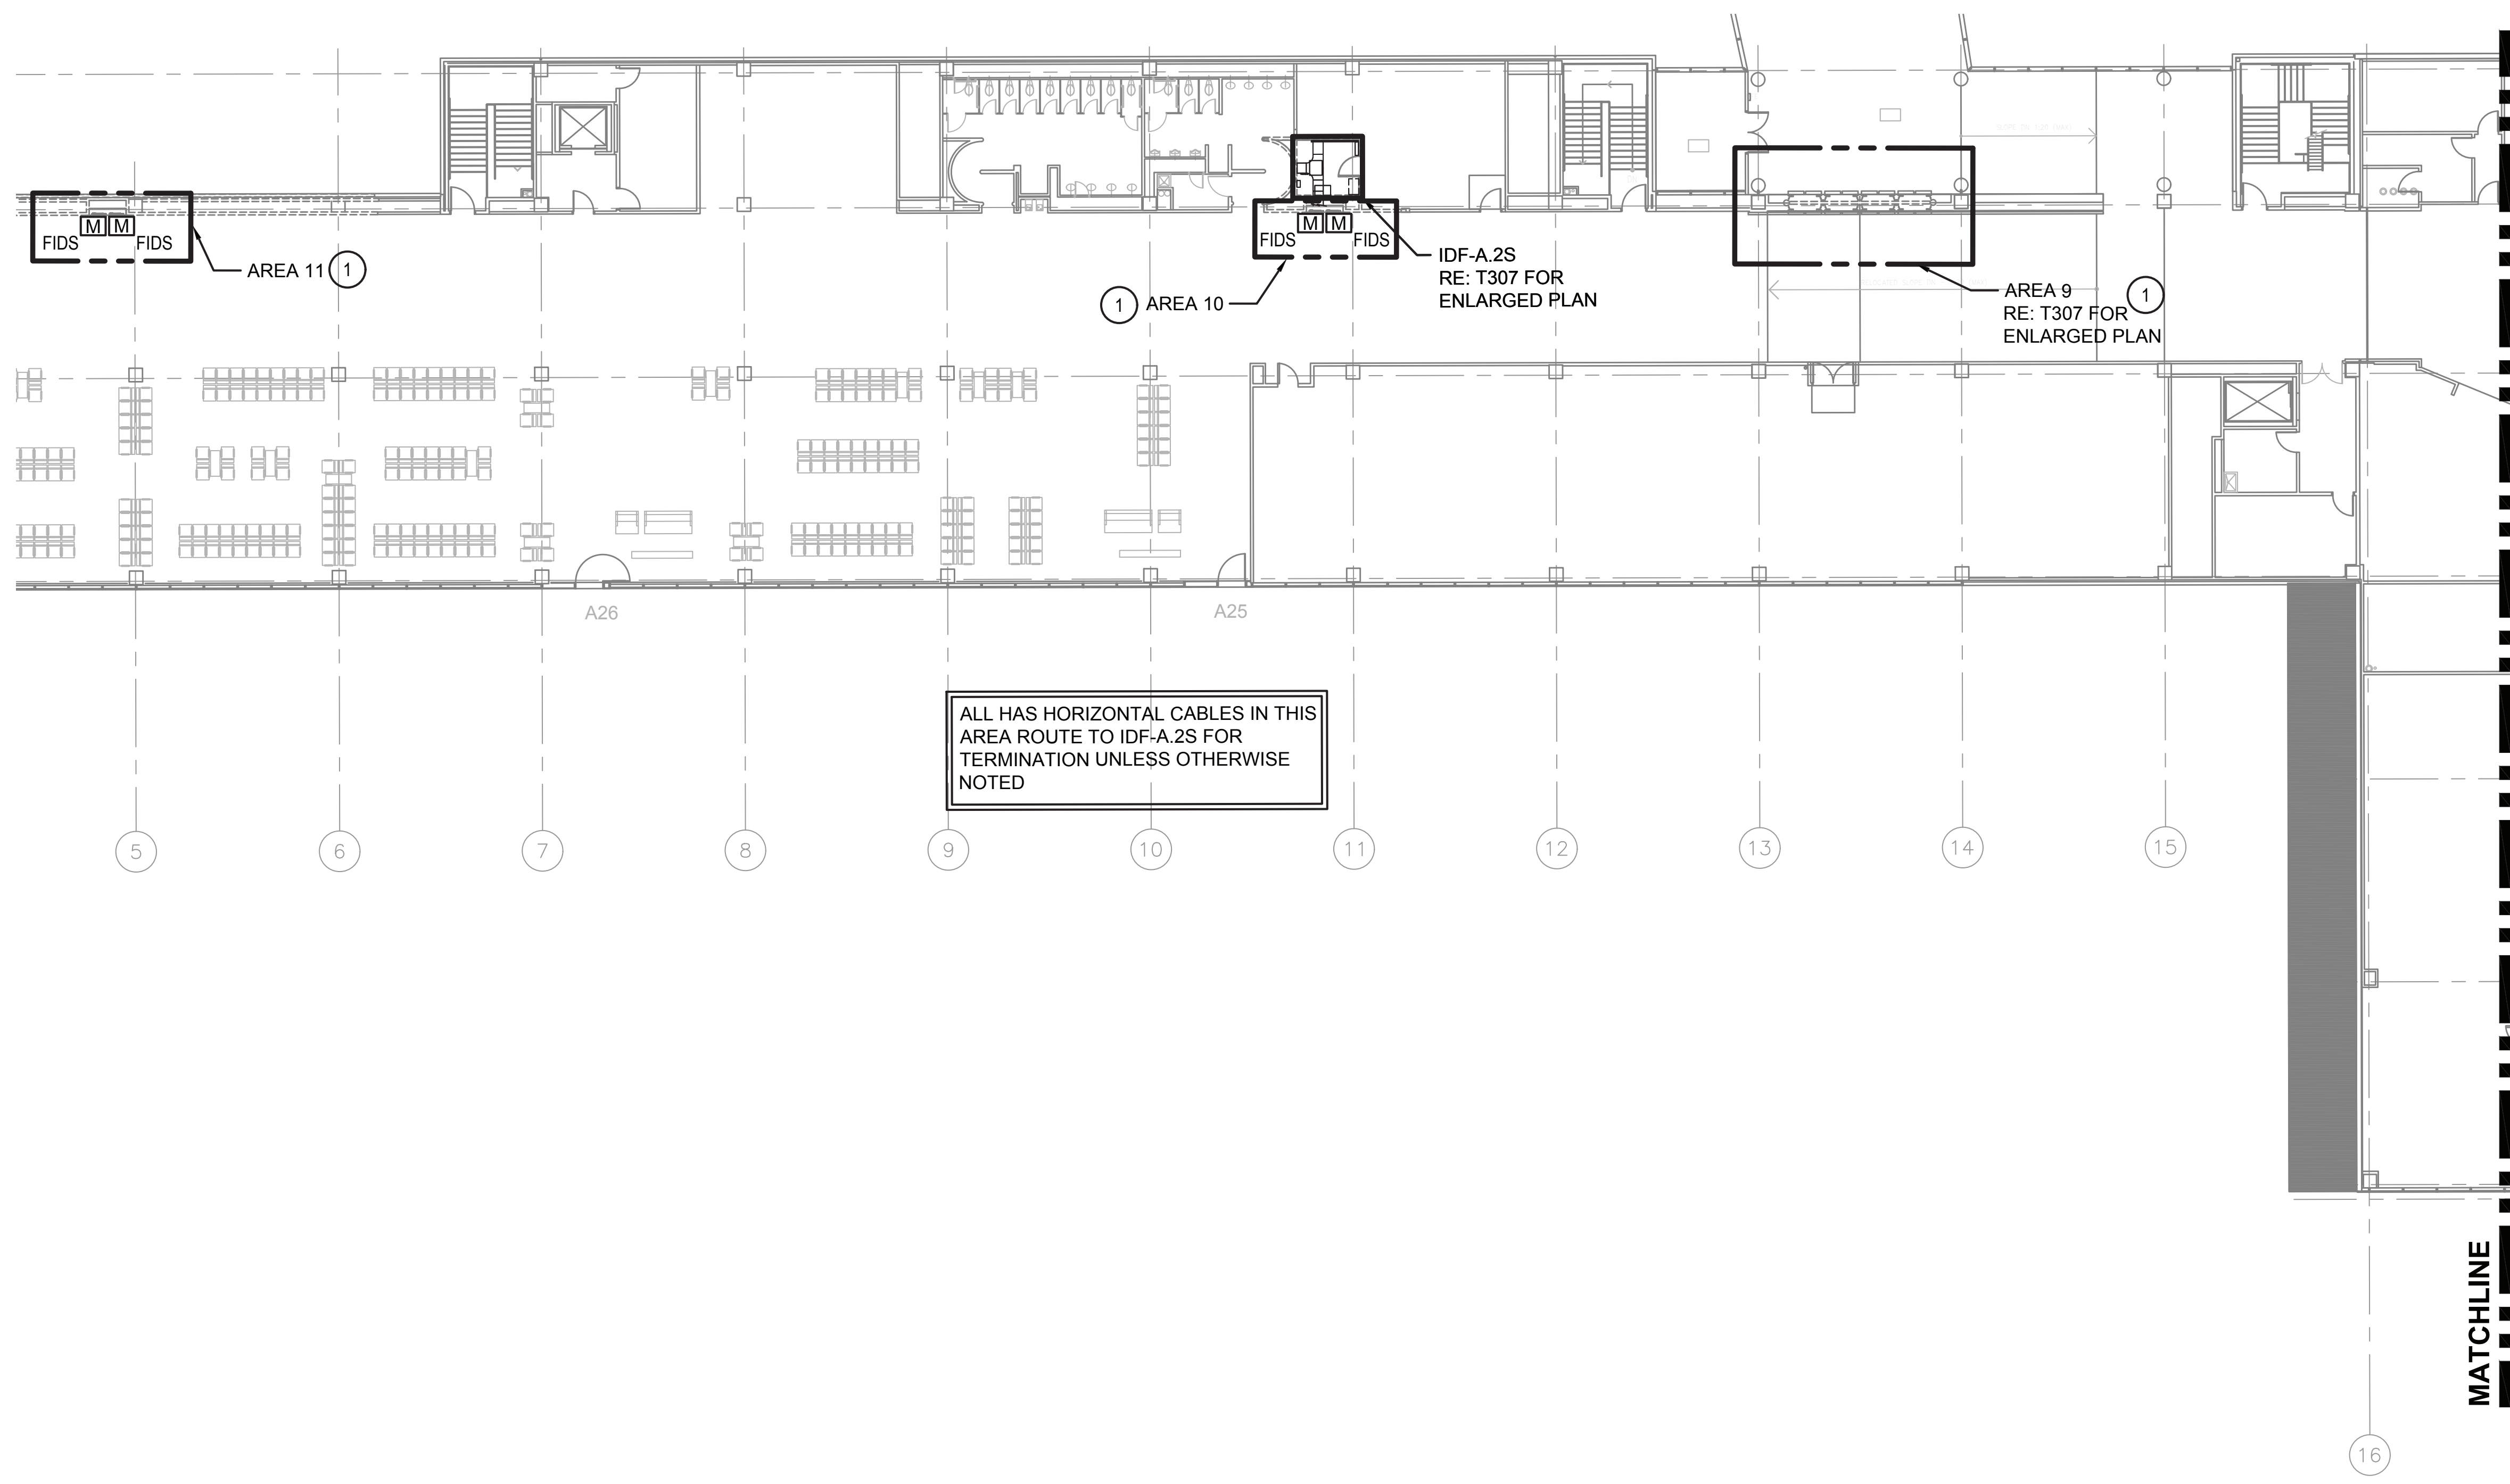 M M
FIDS FIDS
AREA 11 1
M M
FIDS FIDS
1 AREA 10
IDF-A.2S
RE: T307 FOR
ENLARGED PLAN
AREA 9 1
RE: T307 FOR
ENLARGED PLAN
A26
A25
ALL HAS HORIZONTAL CABLES IN THIS
AREA ROUTE TO IDF-A.2S FOR
TERMINATION UNLESS OTHERWISE
NOTED
5 6 7 8 9 10 11 12 13 14 15
MATCHLINE
16